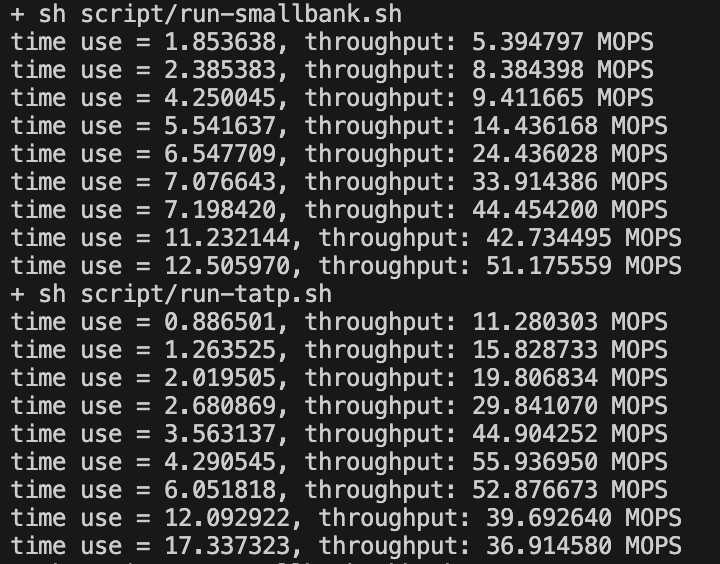 + sh script/run-smallbank.sh
time use = 1.853638, throughput: 5.394797 MOPS
time use = 2.385383, throughput: 8.384398 MOPS
time use = 4.250045, throughput: 9.411665 MOPS
time use = 5.541637, throughput: 14.436168 MOPS
time use = 6.547709, throughput: 24.436028 MOPS
time use = 7.076643, throughput: 33.914386 MOPS
time use = 7.198420, throughput: 44.454200 MOPS
time use = 11.232144, throughput: 42.734495 MOPS
time use = 12.505970, throughput: 51.175559 MOPS
+ sh script/run-tatp.sh
time use = 0.886501, throughput: 11.280303 MOPS
time use = 1.263525, throughput: 15.828733 MOPS
time use = 2.019505, throughput: 19.806834 MOPS
time use = 2.680869, throughput: 29.841070 MOPS
time use = 3.563137, throughput: 44.904252 MOPS
time use = 4.290545, throughput: 55.936950 MOPS
time use = 6.051818, throughput: 52.876673 MOPS
time use = 12.092922, throughput: 39.692640 MOPS
time use = 17.337323, throughput: 36.914580 MOPS